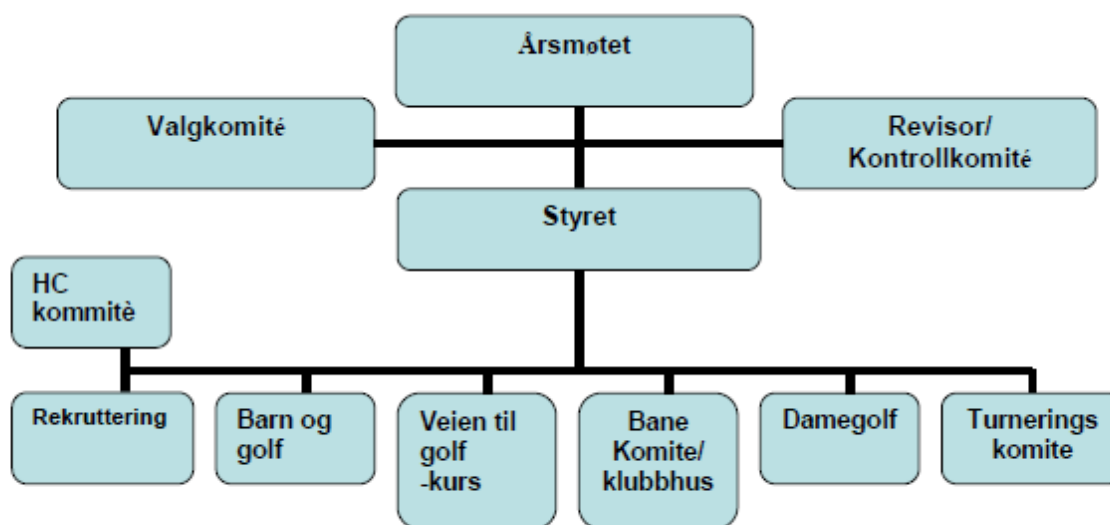 Årsmøtet
Valgkomité
Revisor/
Kontrollkomité
Styret
HC
kommitè
Rekruttering
Barn og
golf
Veien til
golf
-kurs
Bane
Komite/
klubbhus
Damegolf
Turnerings
komite